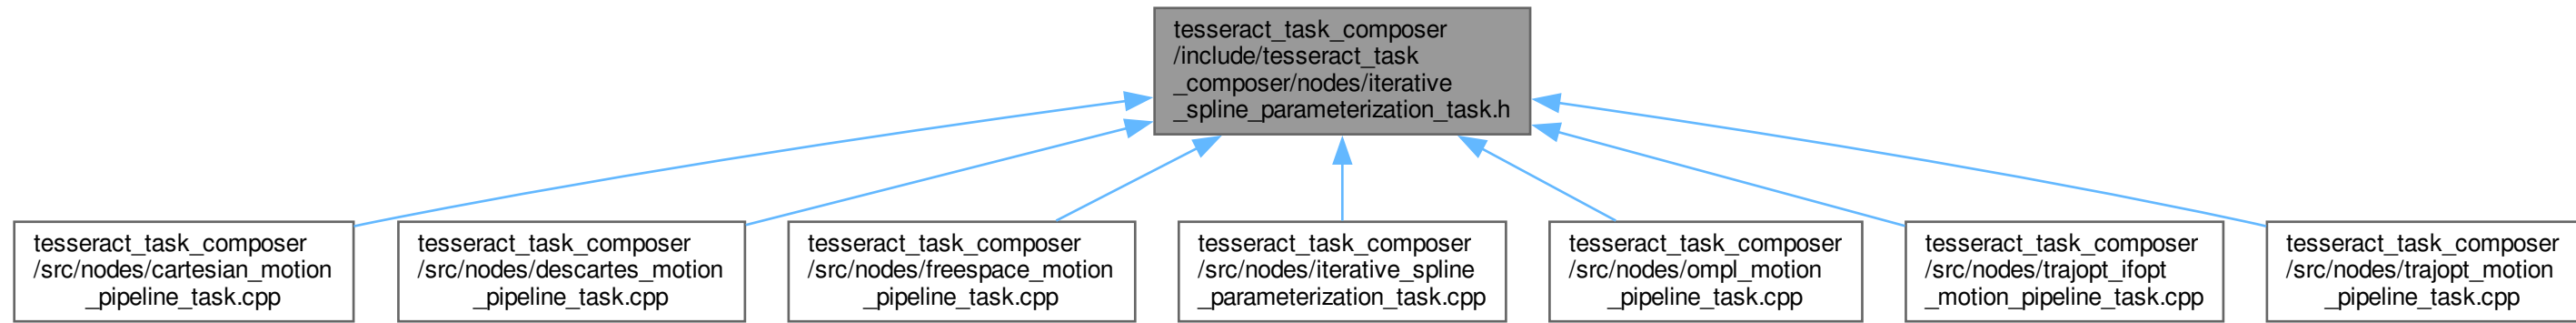 tesseract_task_composer
/include/tesseract_task
_composer/nodes/iterative
_spline_parameterization_task.h
tesseract_task_composer
/src/nodes/cartesian_motion
_pipeline_task.cpp
tesseract_task_composer
/src/nodes/descartes_motion
_pipeline_task.cpp
tesseract_task_composer
/src/nodes/freespace_motion
_pipeline_task.cpp
tesseract_task_composer
/src/nodes/iterative_spline
_parameterization_task.cpp
tesseract_task_composer
/src/nodes/ompl_motion
_pipeline_task.cpp
tesseract_task_composer
/src/nodes/trajopt_ifopt
_motion_pipeline_task.cpp
tesseract_task_composer
/src/nodes/trajopt_motion
_pipeline_task.cpp